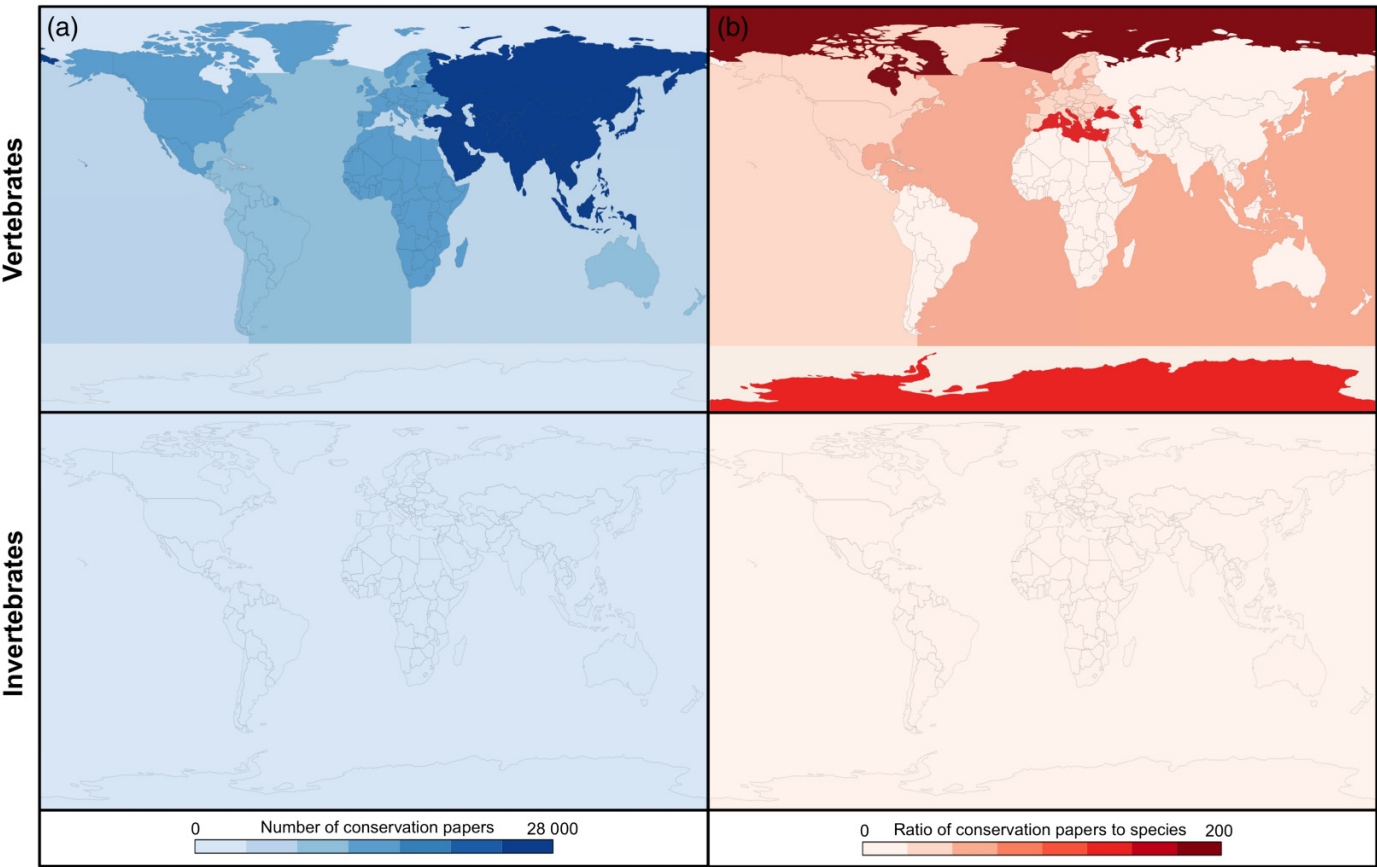 (a)
(b)
Vertebrates
Invertebrates
0 Number of conservation papers 28 000
0 Ratio of conservation papers to species 200